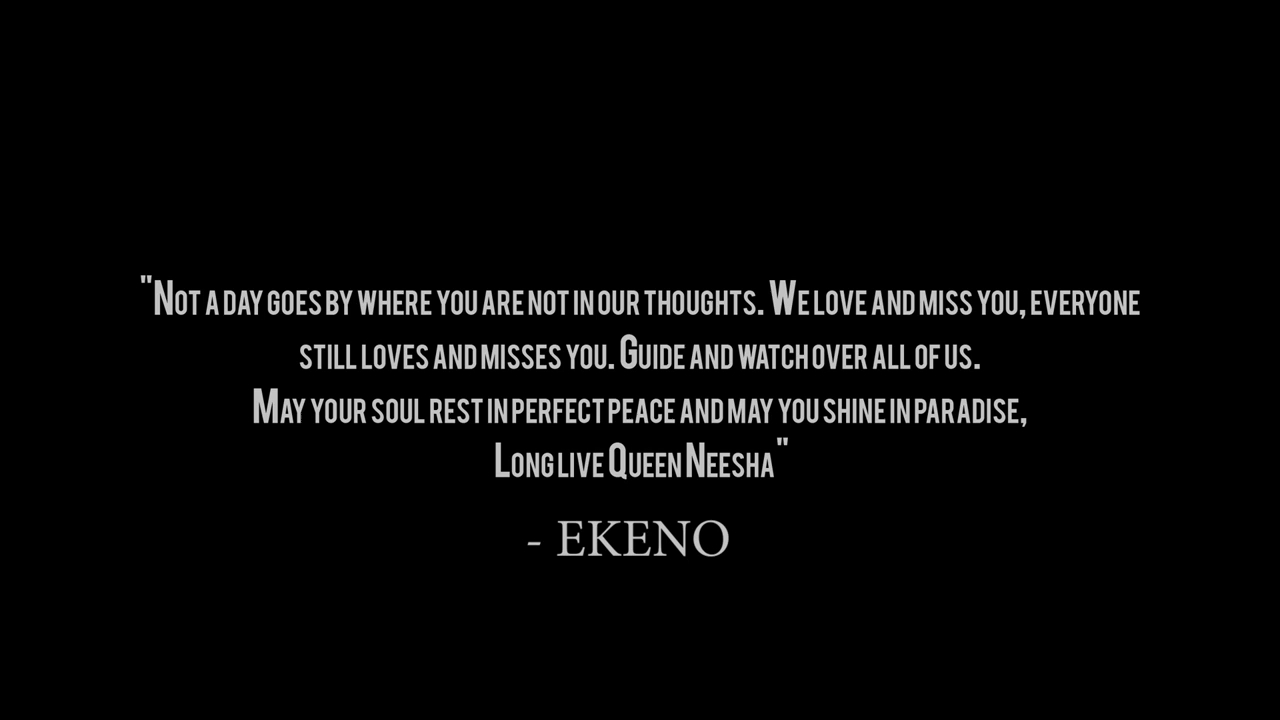 "Not a day goes by where you are not in our thoughts. We love and miss you, everyone
still loves and misses you. Guide and watch over all of us.
May your soul rest in perfect peace and may you shine in paradise,
Long live Queen Neesha"
- EKENO